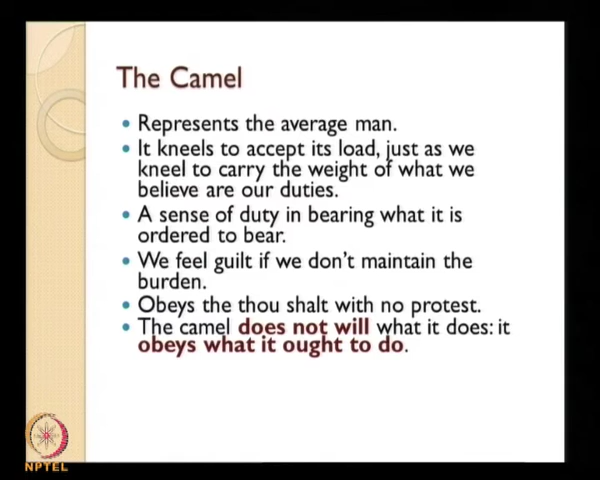 The Camel
• Represents the average man.
• It kneels to accept its load, just as we
kneel to carry the weight of what we
believe are our duties.
• A sense of duty in bearing what it is
ordered to bear.
• We feel guilt if we don't maintain the
burden.
• Obeys the thou shalt with no protest.
• The camel does not will what it does: it
obeys what it ought to do.
NPTEL